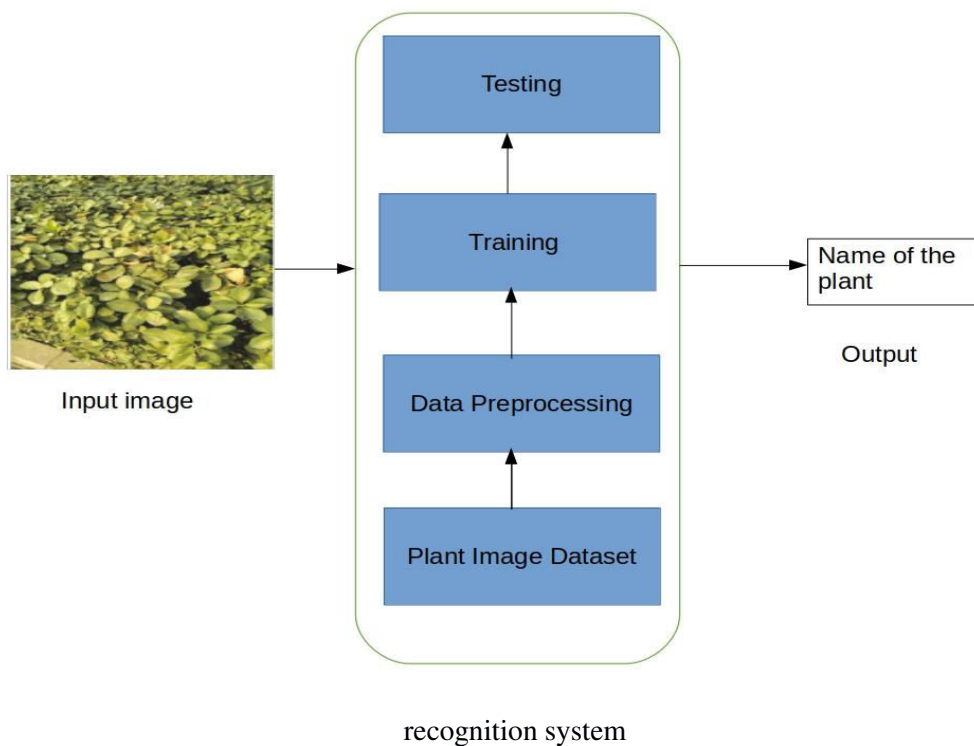 Testing
Training
Name of the
plant
Output
Input image
Data Preprocessing
Plant Image Dataset
recognition system